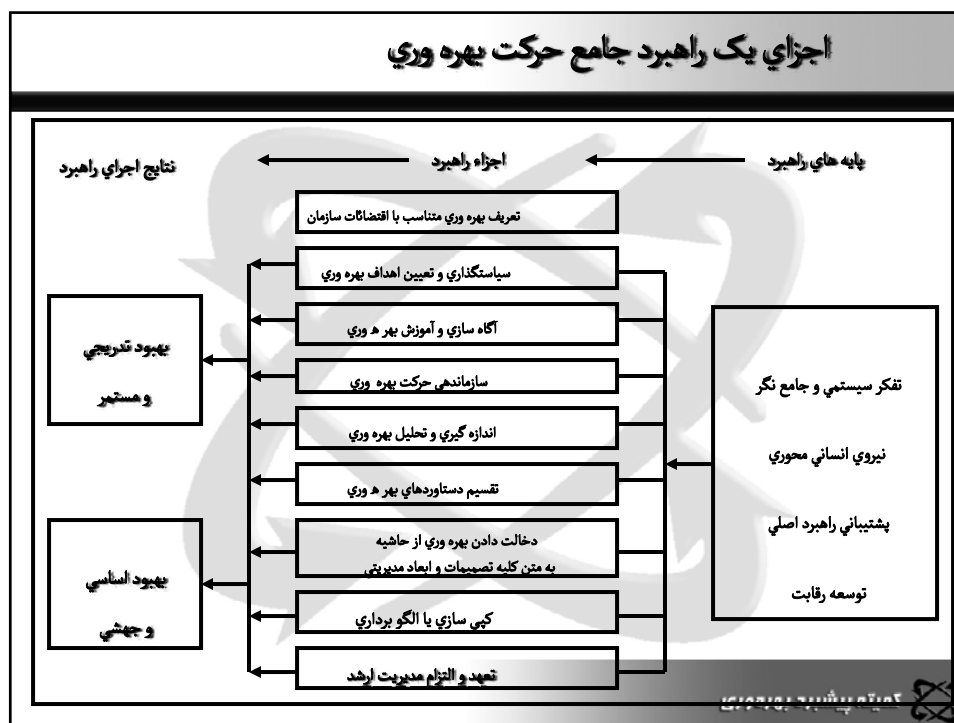 اجزاي يک راهبرد جامع حرکت بهره وري
پايه هاي راهبرد
اجزاء راهبرد
نتايج اجراي راهبرد
تفکر سيستمي و جامع نگر
نيروي انساني محوري
پشتيباني راهبرد اصلي
توسعه رقابت
تعريف بهره وري متناسب با اقتضائات سازمان
سياستگذاري و تعيين اهداف بهره وري
آگاه سازي و آموزش بهر ه وري
سازماندهي حرکت بهره وري
اندازه گيري و تحليل بهره وري
تقسيم دستاوردهاي بهر ه وري
دخالت دادن بهره وري از حاشيه
به متن کليه تصميمات و ابعاد مديريتي
کپي سازي يا الگو برداري
تعهد و التزام مديريت ارشد
بهبود تدريجي
و مستمر
بهبود اساسي
و جهشي
کميته پيشبرد بهره‌وري